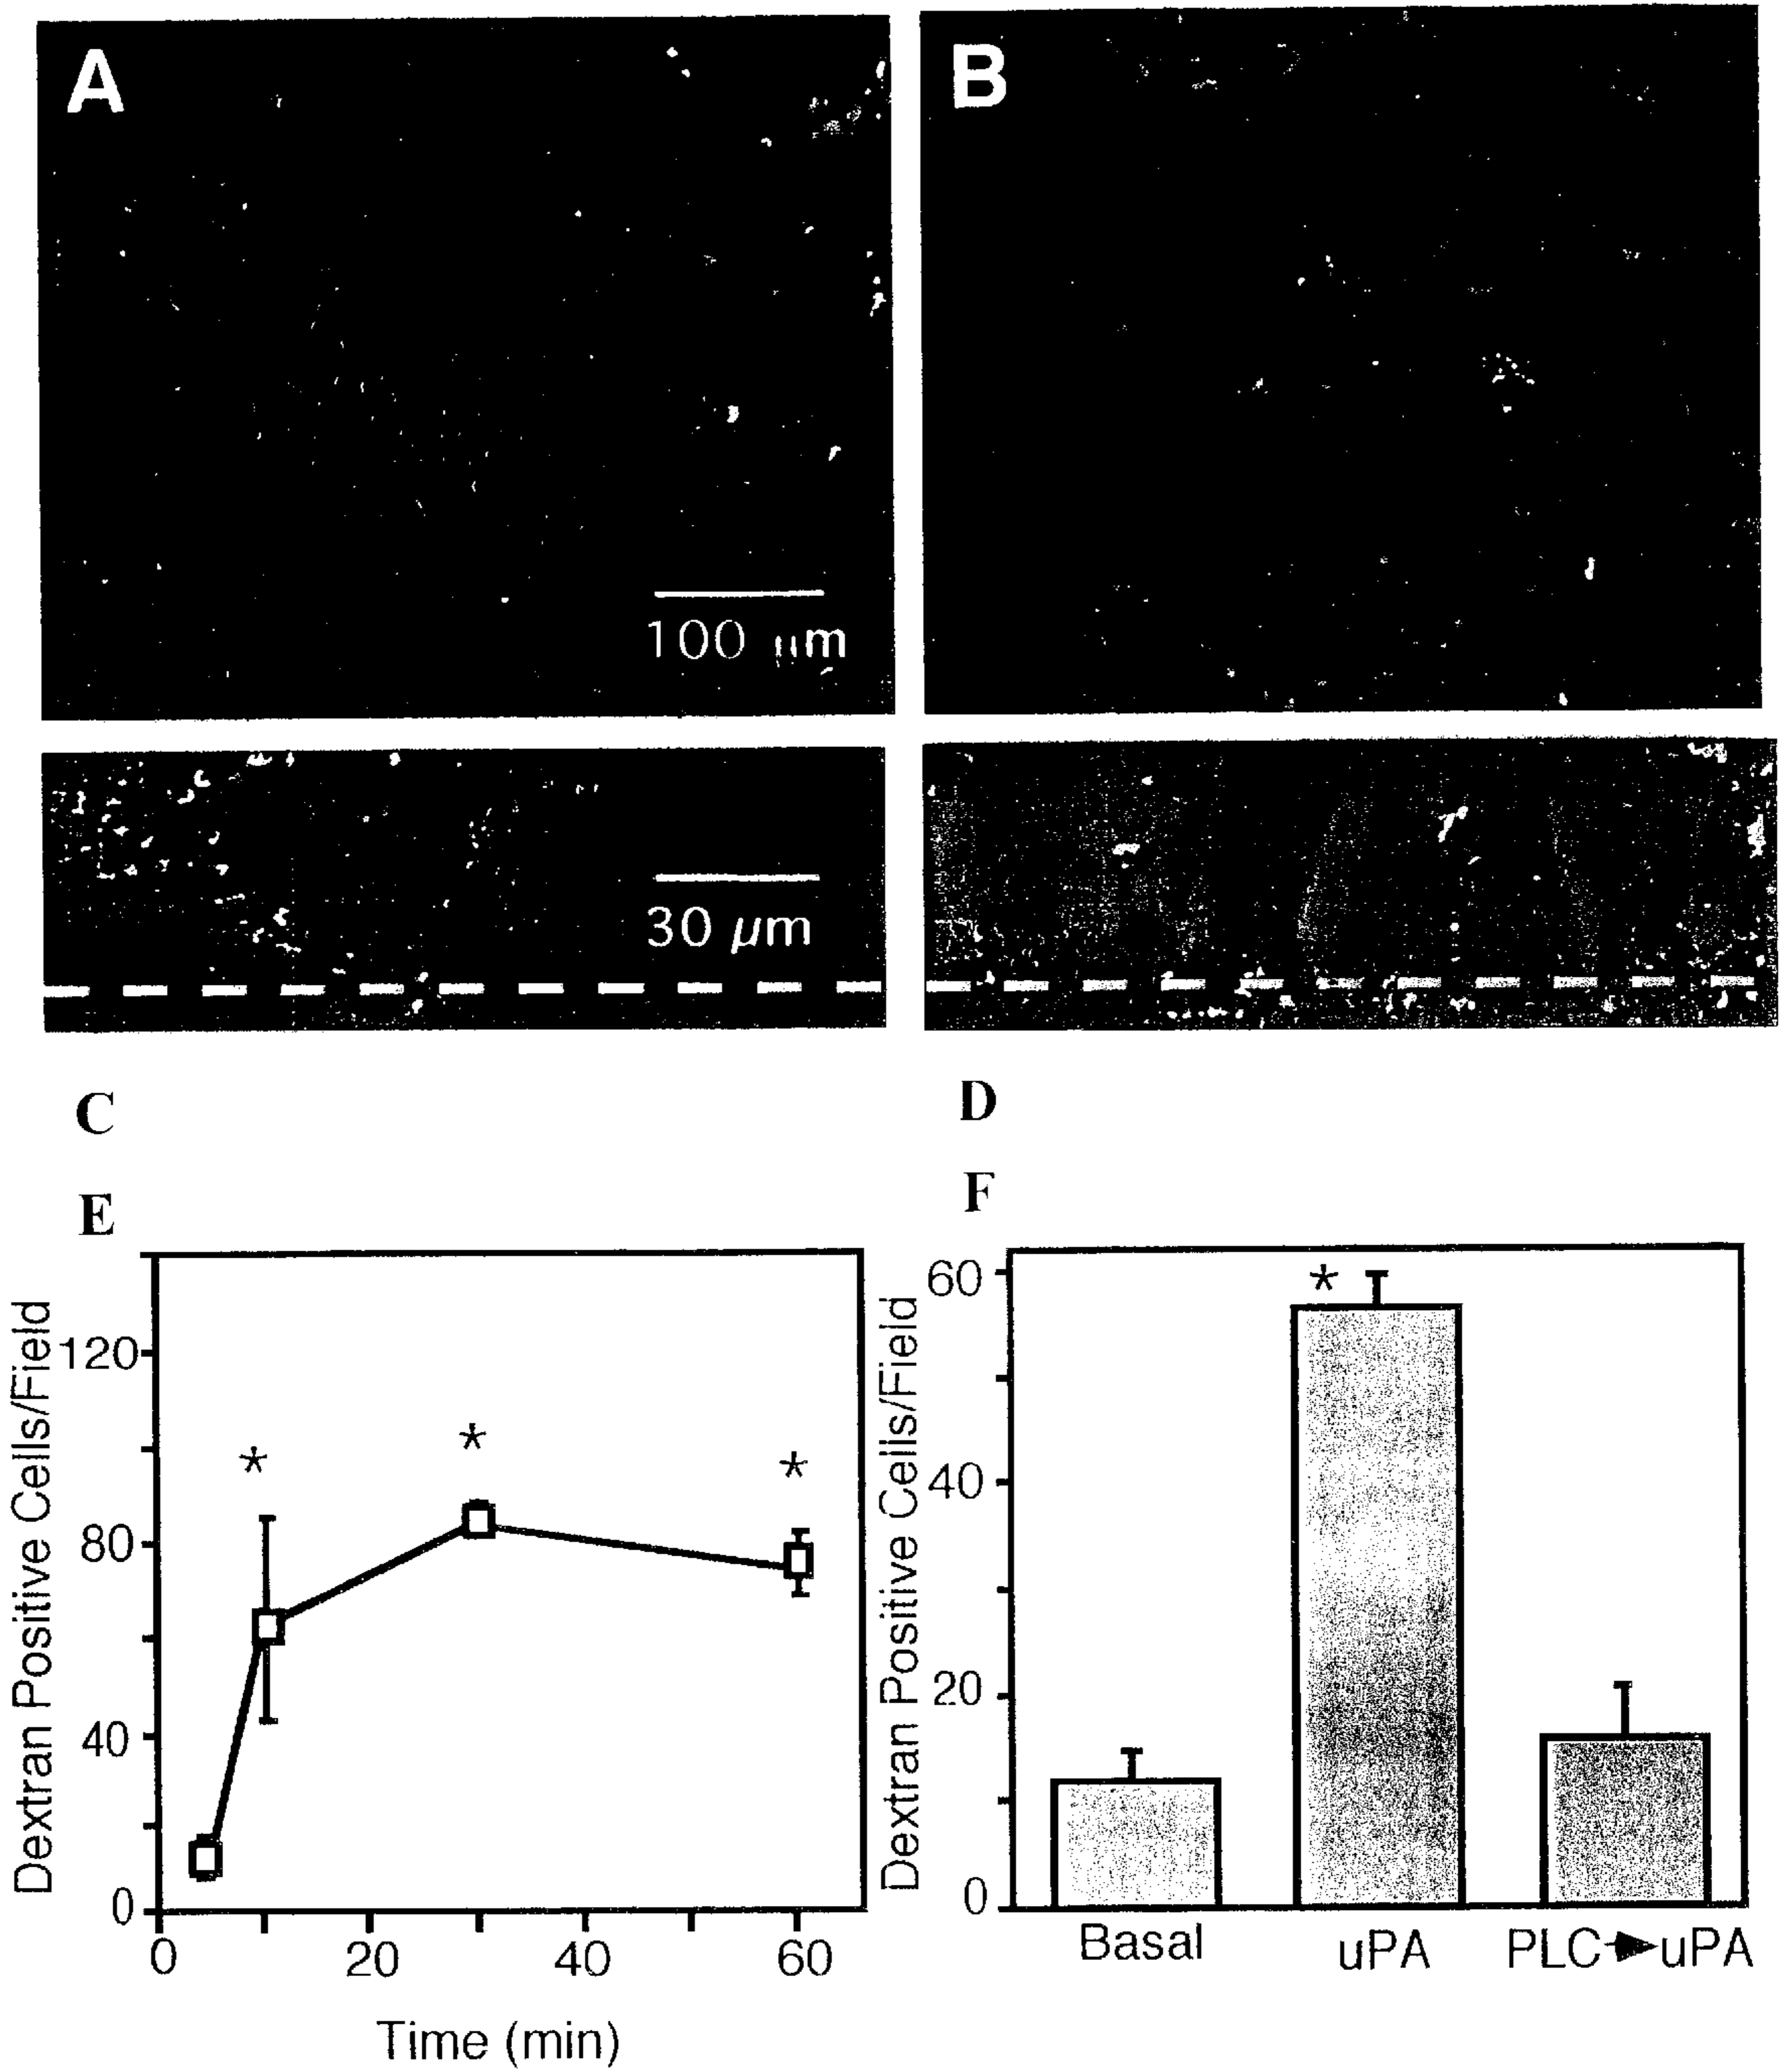 A
B
100 µm
30 µm
C
D
E
F
Dextran Positive Cells/Field
120
80
40
0
*
*
*
0 20 40 60
Time (min)
Dextran Positive Cells/Field
60
40
20
0
*
Basal uPA PLC➤uPA